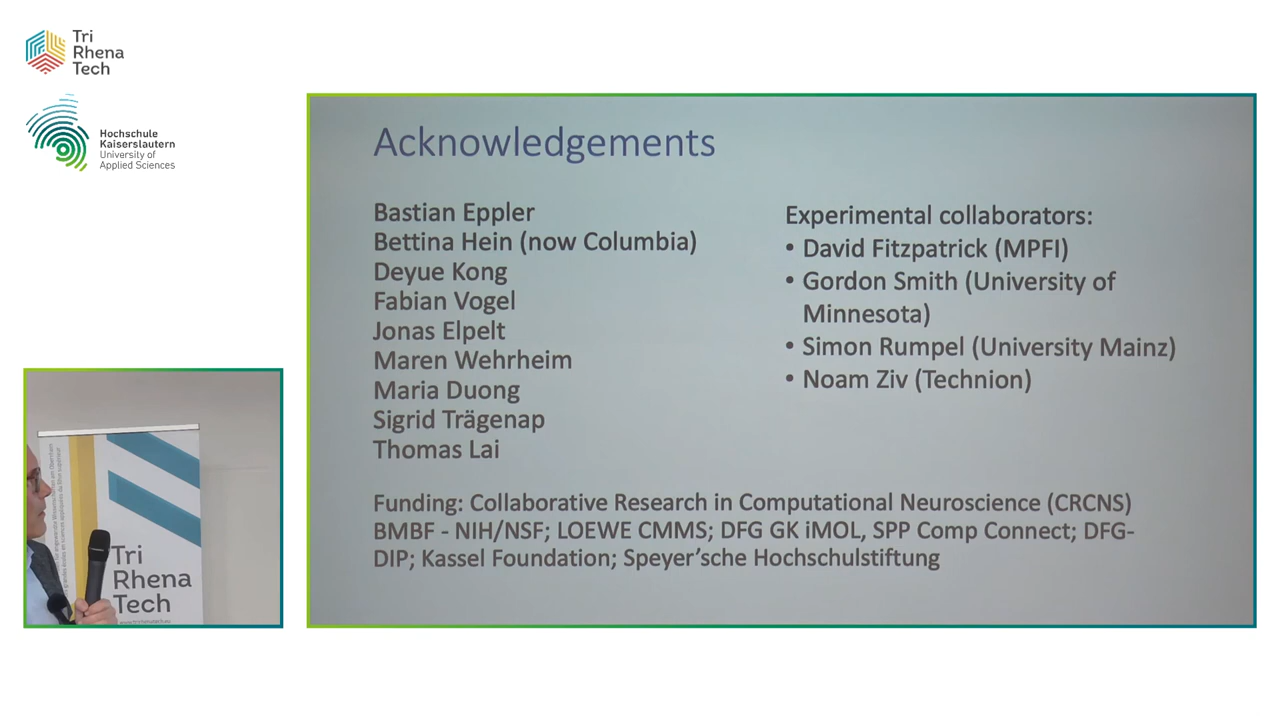 Tri
Rhena
Tech
Hochschule
Kaiserslautern
University of
Applied Sciences
Acknowledgements
Bastian Eppler
Bettina Hein (now Columbia)
Deyue Kong
Fabian Vogel
Jonas Elpelt
Maren Wehrheim
Maria Duong
Sigrid Trägenap
Thomas Lai
Experimental collaborators:
• David Fitzpatrick (MPFI)
• Gordon Smith (University of
Minnesota)
• Simon Rumpel (University Mainz)
• Noam Ziv (Technion)
Funding: Collaborative Research in Computational Neuroscience (CRCNS)
BMBF - NIH/NSF; LOEWE CMMS; DFG GK iMOL, SPP Comp Connect; DFG-
DIP; Kassel Foundation; Speyer’sche Hochschulstiftung
Tri
Rhena
Tech